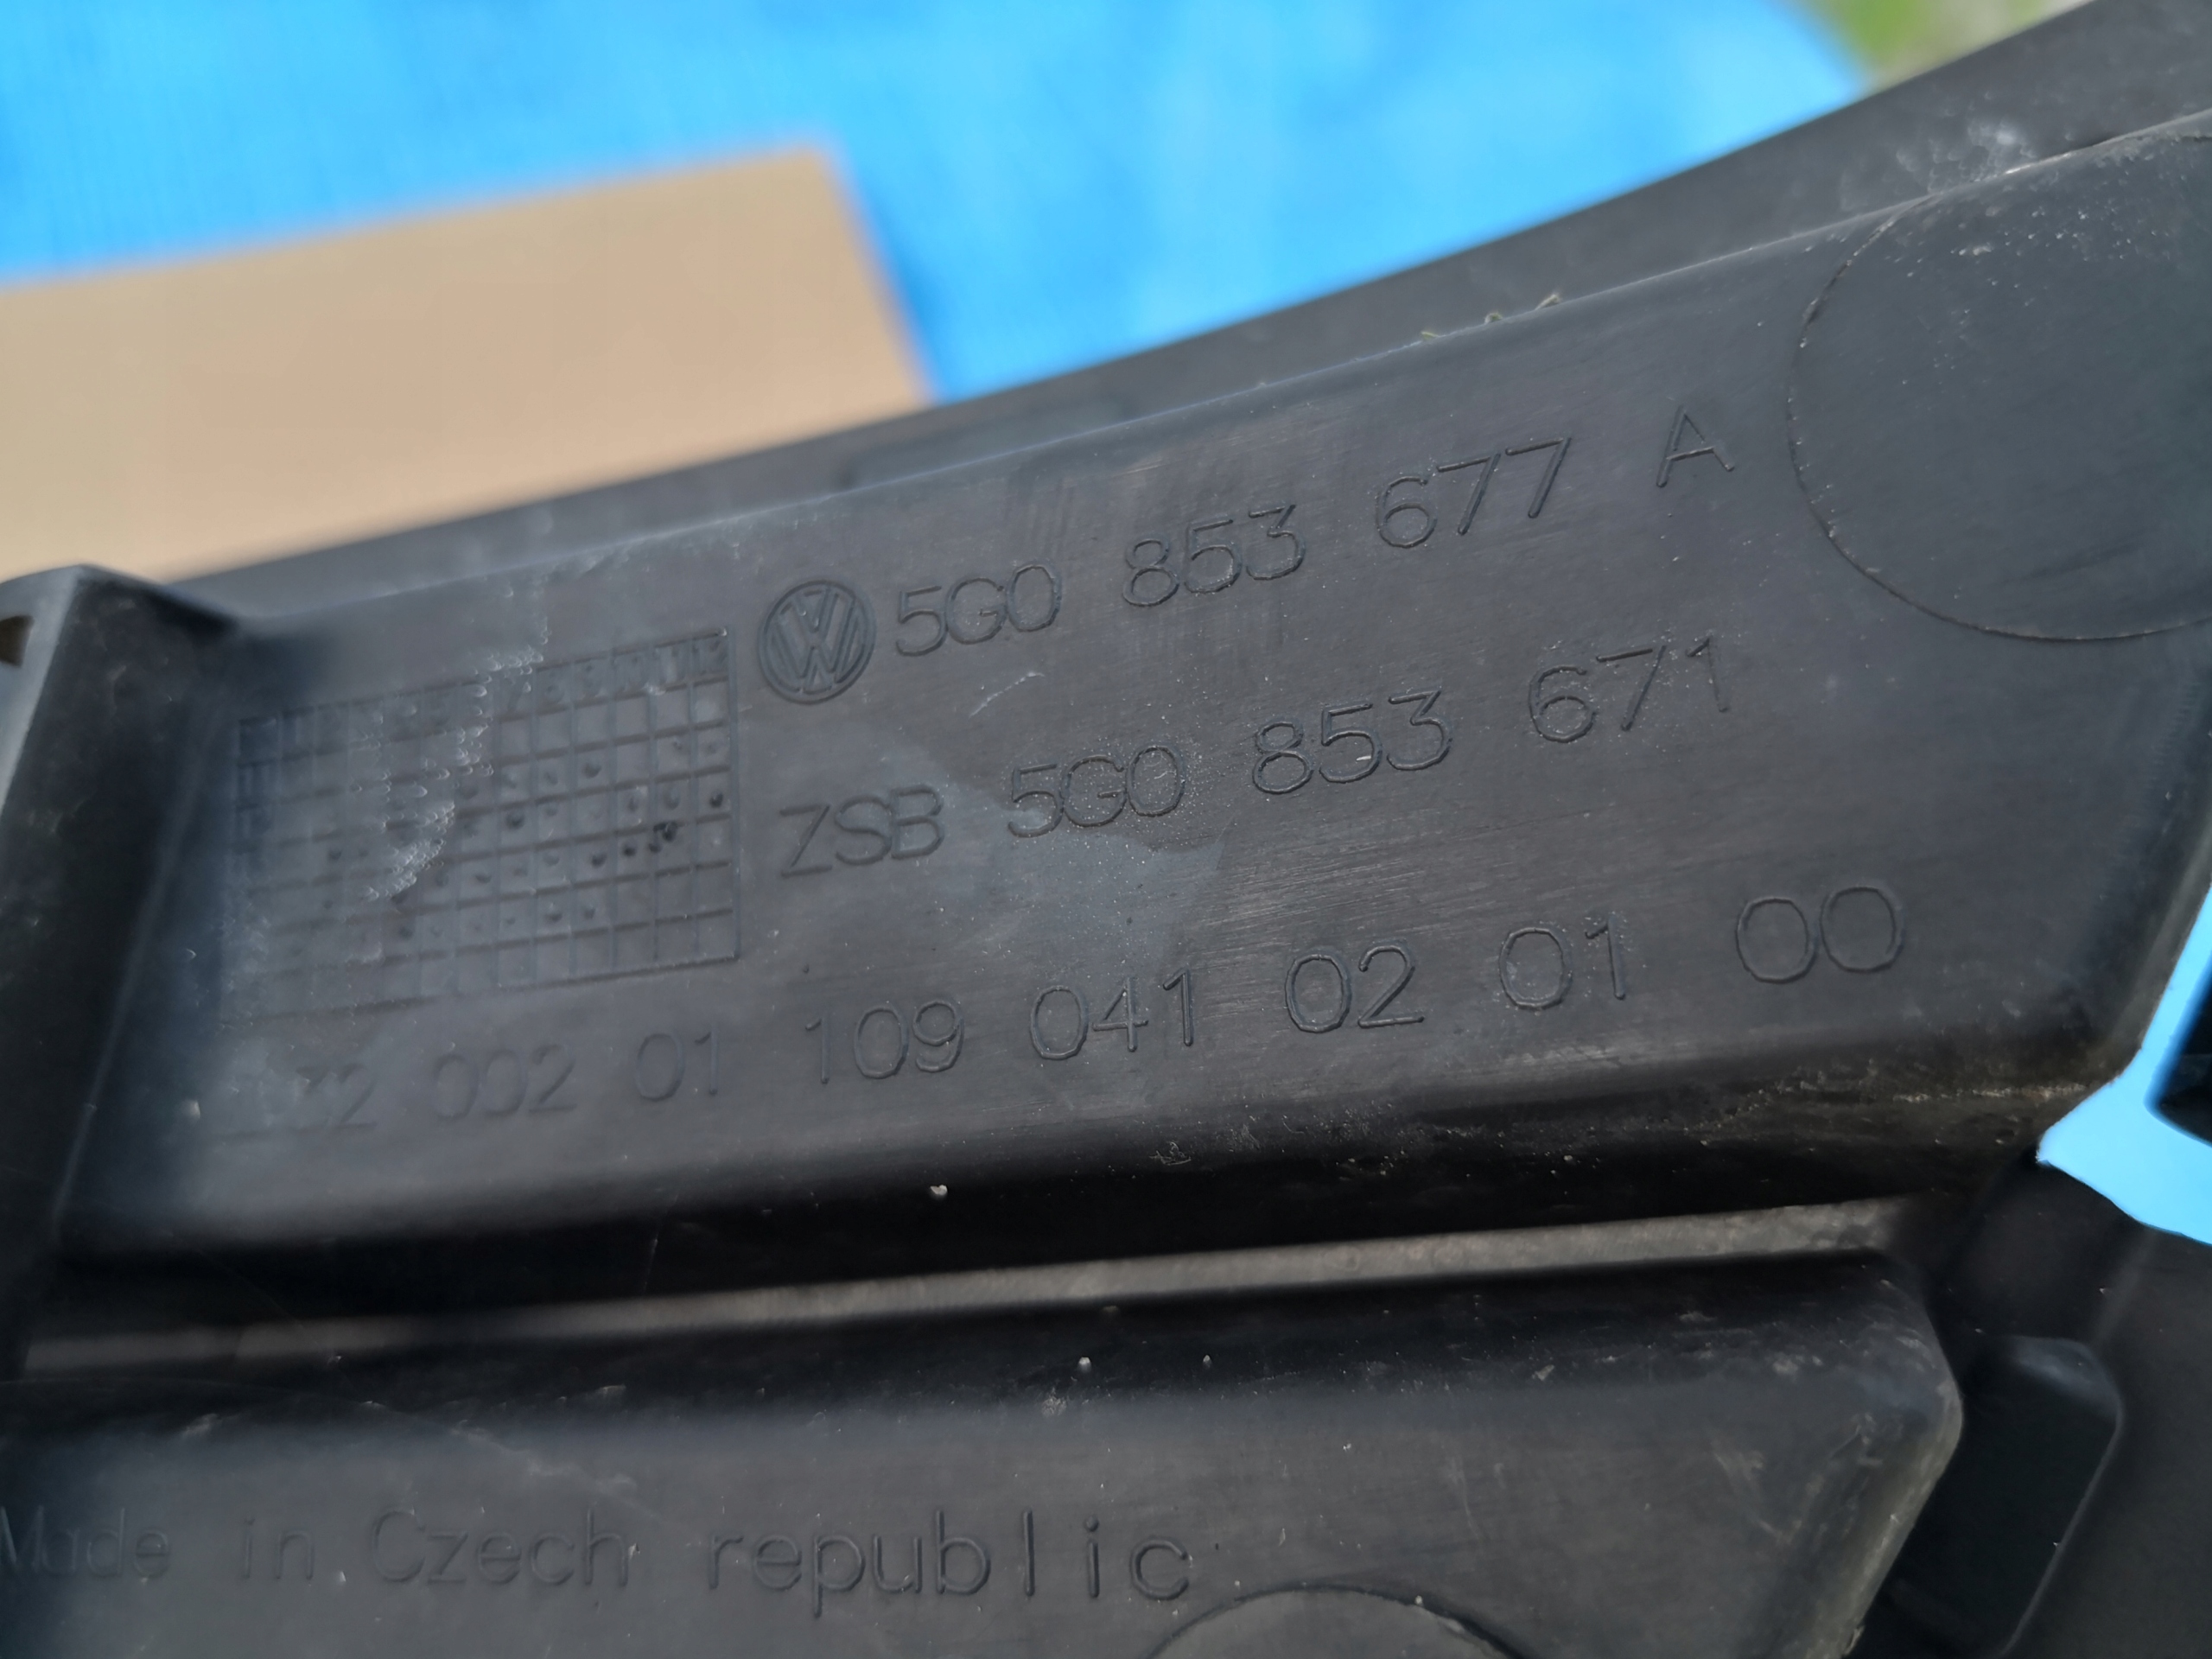 5G0 853 677 A
ZSB 5G0 853 671
002 01 109 041 02 01 00
Made in Czech republic